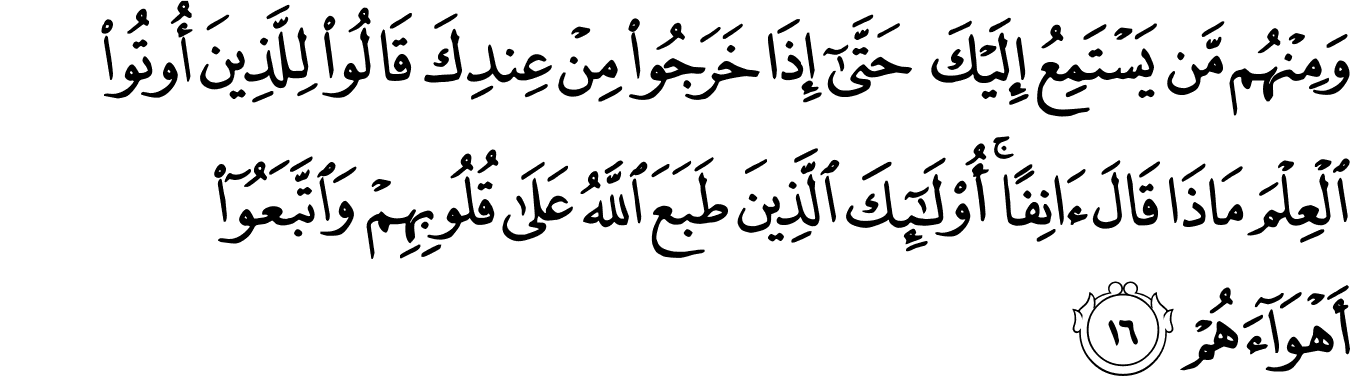 وَمِنۡهُم مَّن يَسۡتَمِعُ إِلَيۡكَ حَتَّىٰٓ إِذَا خَرَجُواْ مِنۡ عِندِكَ قَالُواْ لِلَّذِينَ أُوتُواْ
ٱلۡعِلۡمَ مَاذَا قَالَ ءَانِفًاۚ أُوْلَٰٓئِكَ ٱلَّذِينَ طَبَعَ ٱللَّهُ عَلَىٰ قُلُوبِهِمۡ وَٱتَّبَعُوٓاْ
أَهۡوَآءَهُمۡ ١٦